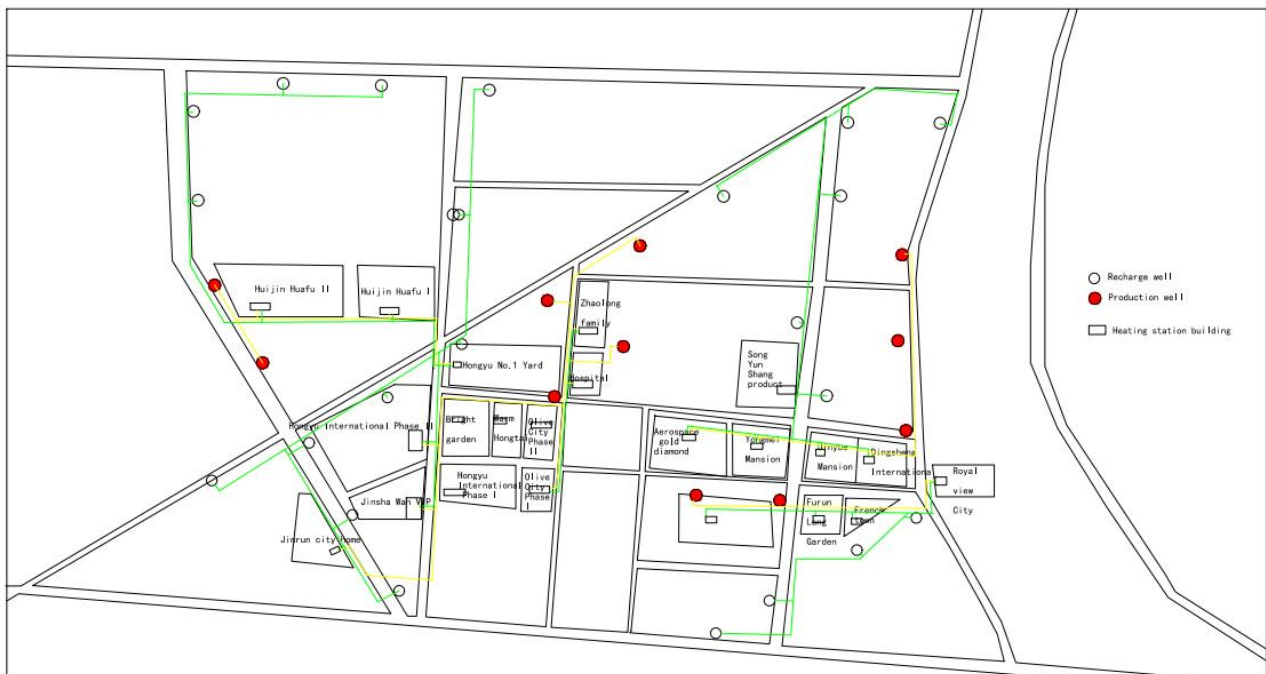 Recharge well
Production well
Heating station building
Huijin Huafu II
Huijin Huafu I
Zhaolong
family
Hongyu No.1 Yard
Hospital
Song
Yun
Shang
product
Hongyu International Phase II
Bright
garden
Warm
Hongtai
Olive
City
Phase
II
Aerospace
gold
diamond
Yongmei
Mansion
Mansion
Dingsheng
International
Royal
view
City
Hongyu
International
Phase I
Olive
City
Phase
I
Jinsha Wan VVP
Jinrun city home
Furun
Long
Garden
French
town